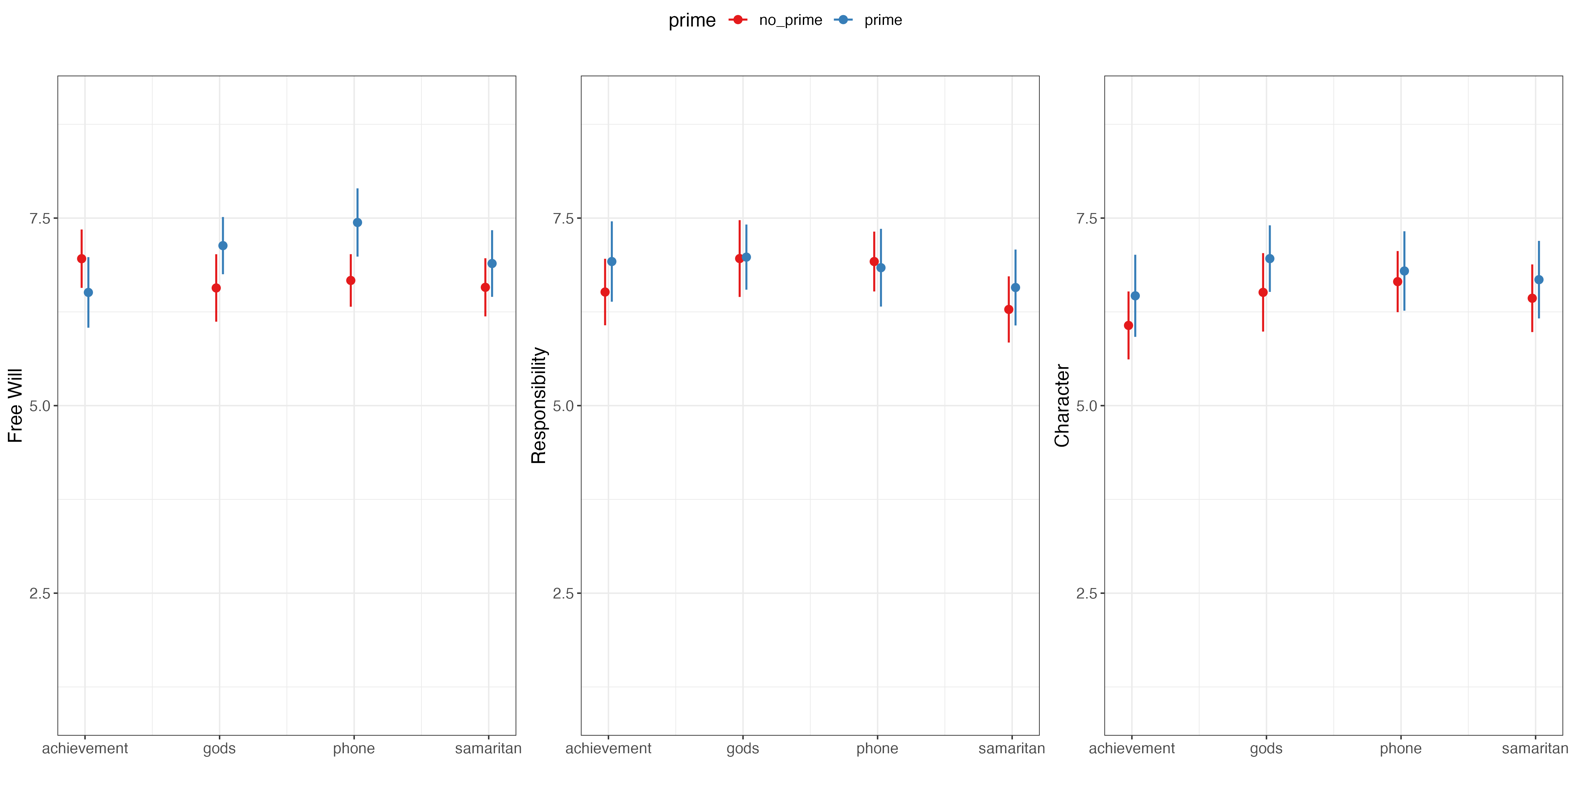 prime no_prime prime
Free Will
7.5
5.0
2.5
achievement gods phone samaritan
Responsibility
7.5
5.0
2.5
achievement gods phone samaritan
Character
7.5
5.0
2.5
achievement gods phone samaritan